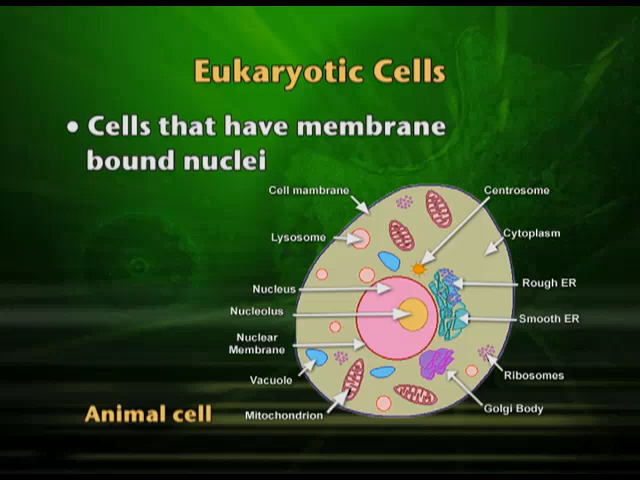 Eukaryotic Cells
• Cells that have membrane
bound nuclei
Cell mambrane
Centrosome
Lysosome
Cytoplasm
Nucleus
Rough ER
Nucleolus
Smooth ER
Nuclear
Membrane
Vacuole
Ribosomes
Mitochondrion
Golgi Body
Animal cell